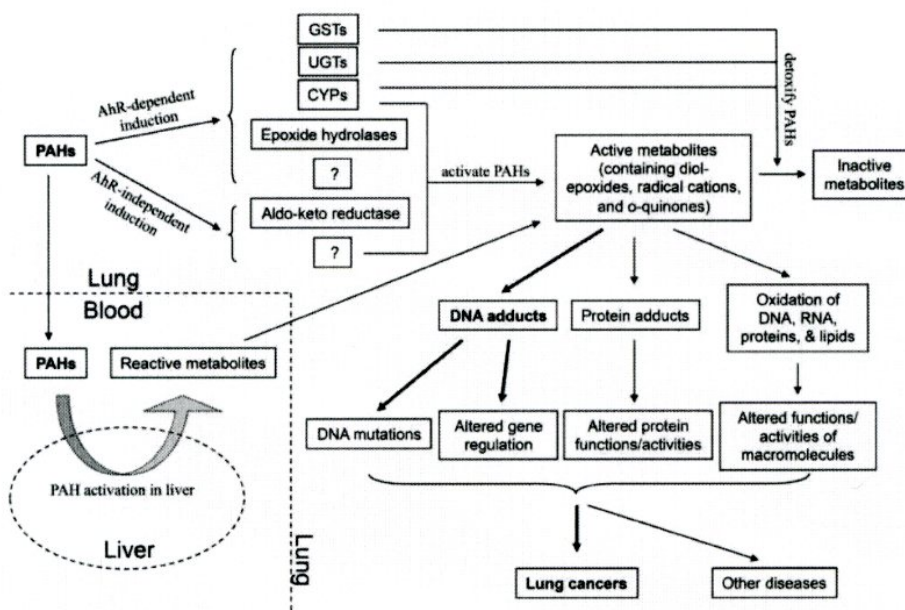 GSTs
UGTs
CYPs
Epoxide hydrolases
?
AhR-dependent
induction
PAHs
AhR-independent
induction
Aldo-keto reductase
?
activate PAHs
detoxify PAHs
Active metabolites
(containing diol-
epoxides, radical cations,
and o-quinones)
Inactive
metabolites
Lung
Blood
PAHs
Reactive metabolites
PAH activation in liver
Liver
Lung
DNA adducts
Protein adducts
Oxidation of
DNA, RNA,
proteins, & lipids
DNA mutations
Altered gene
regulation
Altered protein
functions/activities
Altered functions/
activities of
macromolecules
Lung cancers
Other diseases